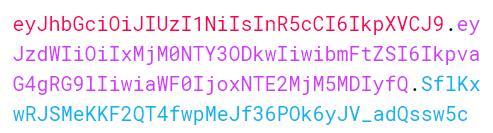 eyJhbGciOiJIUzI1NiIsInR5cCI6IkpXVCJ9.ey
JzdWIiOiIxMjM0NTY3ODkwIiwibmFtZSI6Ikpva
G4gRG9lIiwiaWF0IjoxNTE2MjM5MDIyfQ.SflKx
wRJSMeKKF2QT4fwpMeJf36POk6yJV_adQssw5c